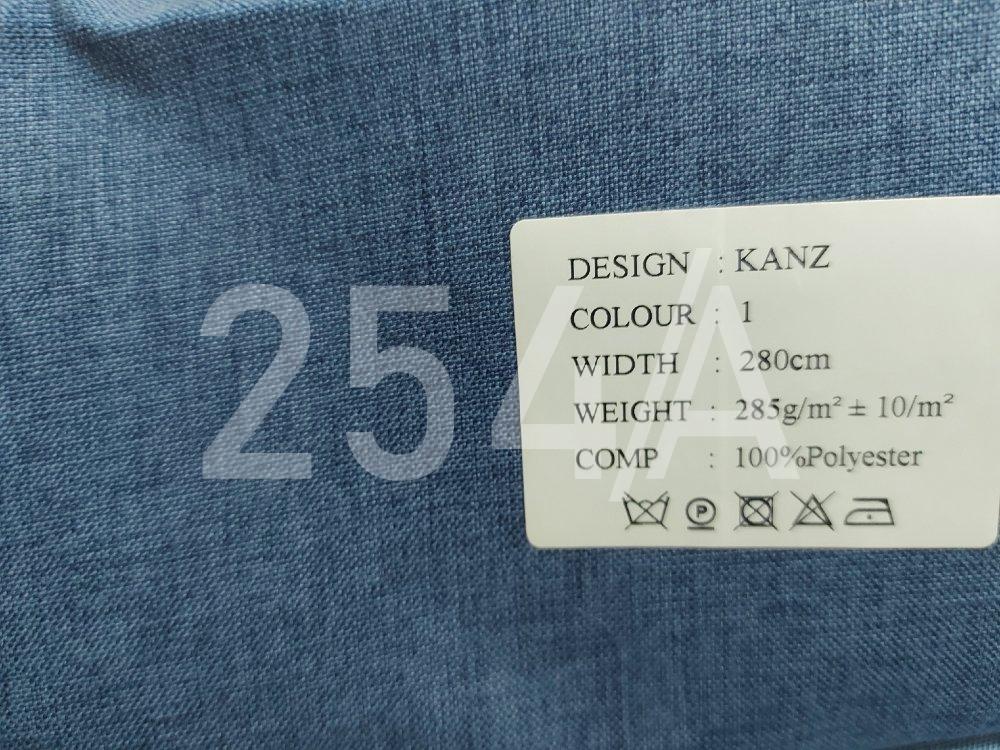 DESIGN : KANZ
COLOUR : 1
WIDTH : 280cm
254//A
WEIGHT : 285g/m² ± 10/m²
COMP : 100%Polyester
P